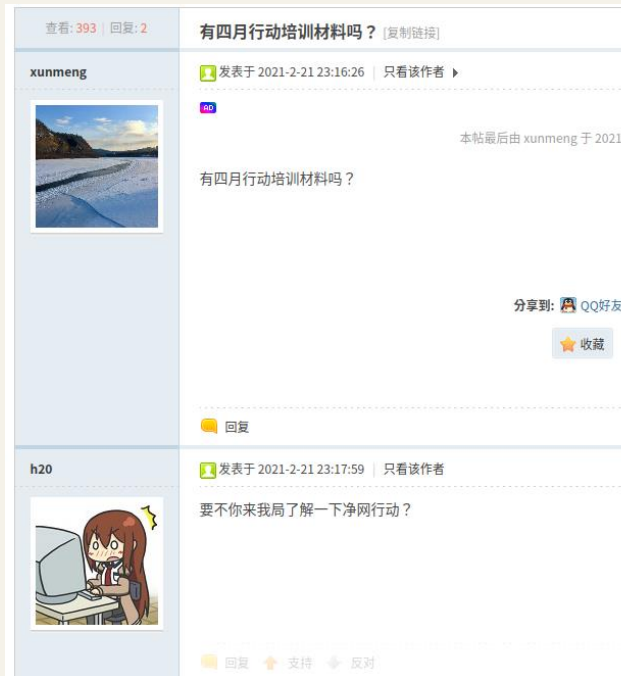 查看: 393 | 回复: 2
有四月行动培训材料吗？ [复制链接]
xunmeng
发表于 2021-2-21 23:16:26 | 只看该作者
AD
本帖最后由 xunmeng 于 2021
有四月行动培训材料吗？
分享到: QQ好友
收藏
回复
h20
发表于 2021-2-21 23:17:59 | 只看该作者
要不你来我局了解一下净网行动？
回复 支持 反对